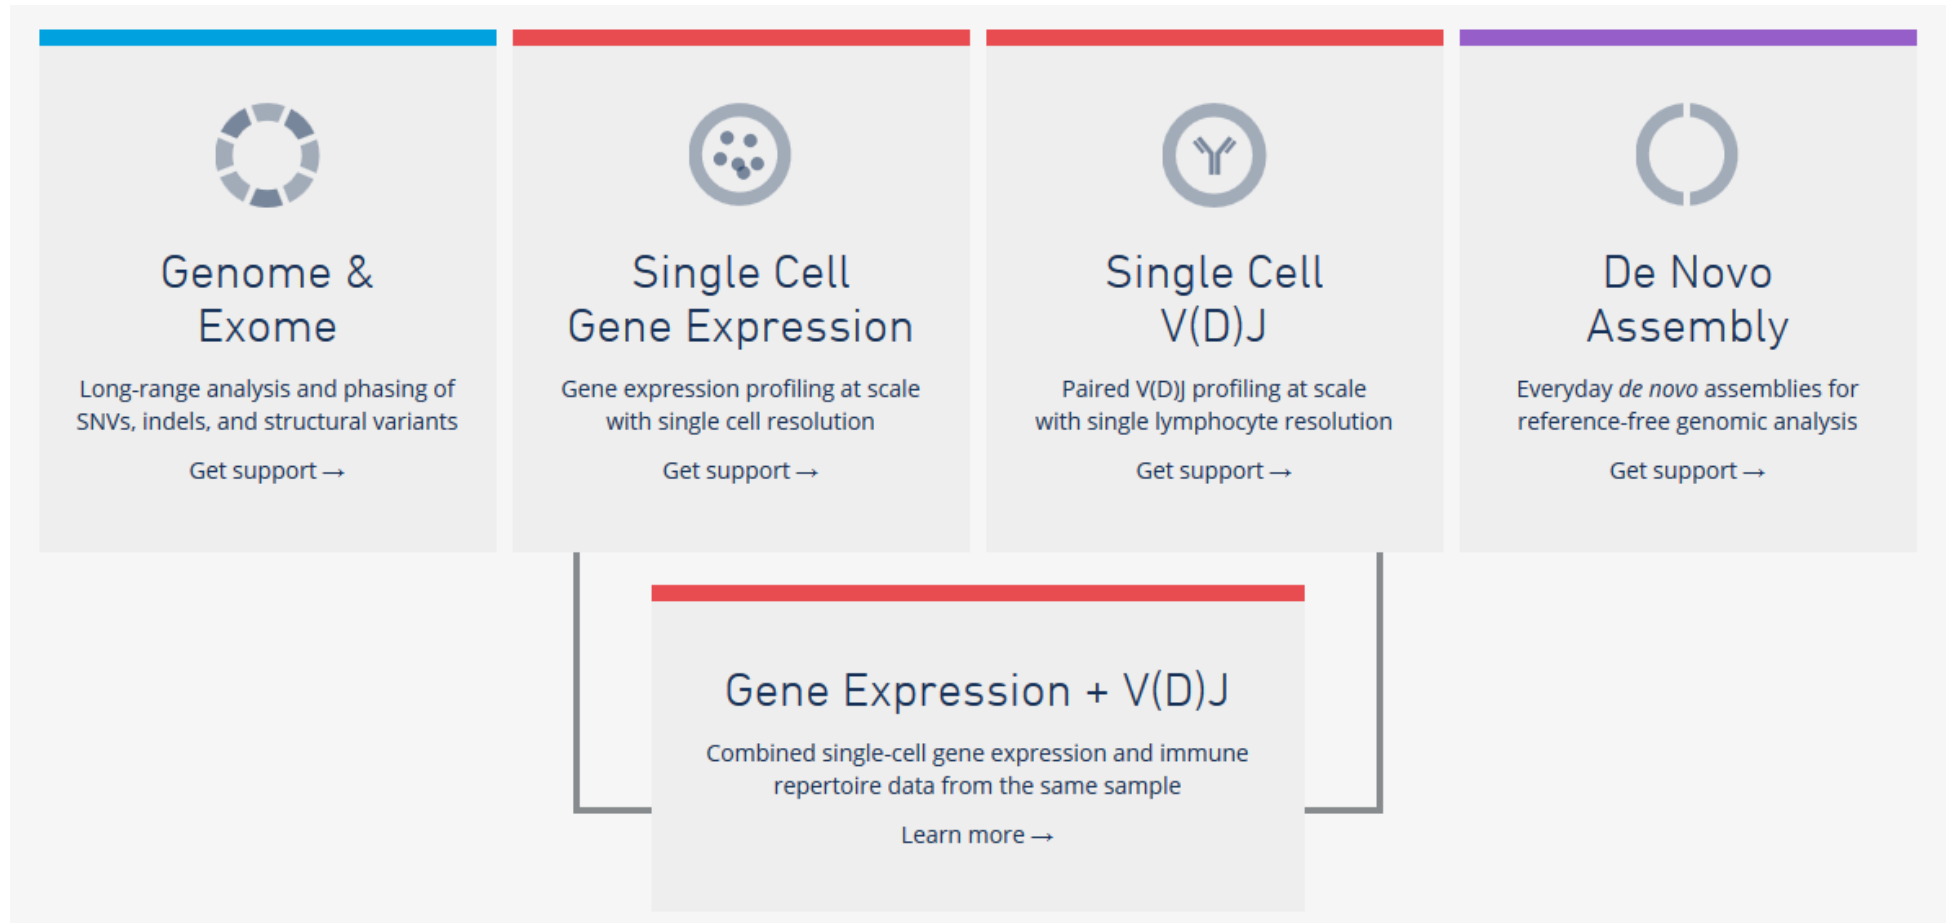 Genome &
Exome
Long-range analysis and phasing of
SNVs, indels, and structural variants
Get support →
Single Cell
Gene Expression
Gene expression profiling at scale
with single cell resolution
Get support →
Single Cell
V(D)J
Paired V(D)J profiling at scale
with single lymphocyte resolution
Get support →
De Novo
Assembly
Everyday de novo assemblies for
reference-free genomic analysis
Get support →
Gene Expression + V(D)J
Combined single-cell gene expression and immune
repertoire data from the same sample
Learn more →